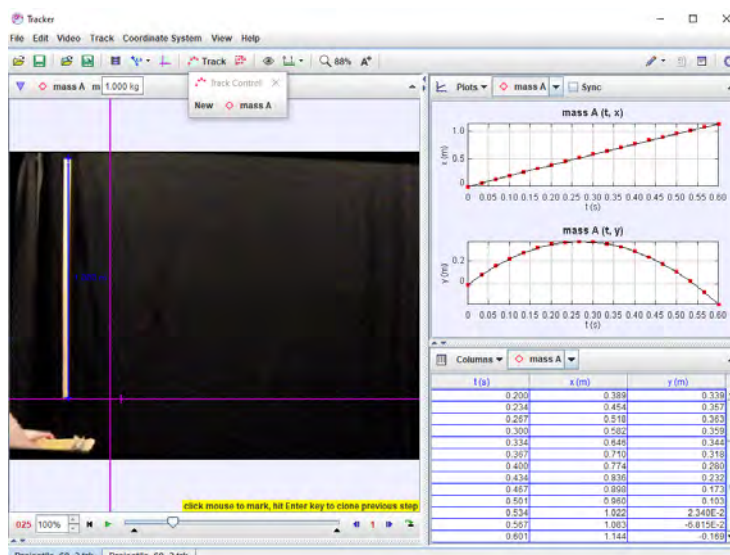 Tracker
File Edit Video Track Coordinate System View Help
Track 88% A+
mass A m 1.000 kg
Track Control
New mass A
Plots mass A Sync
mass A (t, x)
x (m)
1.0
0.5
0
0 0.05 0.10 0.15 0.20 0.25 0.30 0.35 0.40 0.45 0.50 0.55 0.60
t (s)
mass A (t, y)
y (m)
0.2
0
0 0.05 0.10 0.15 0.20 0.25 0.30 0.35 0.40 0.45 0.50 0.55 0.60
t (s)
Columns mass A
t (s) x (m) y (m)
0.200 0.389 0.339
0.234 0.454 0.357
0.267 0.518 0.363
0.300 0.582 0.359
0.334 0.646 0.344
0.367 0.710 0.318
0.400 0.774 0.280
0.434 0.836 0.232
0.467 0.898 0.173
0.501 0.960 0.103
0.534 1.022 2.340E-2
0.567 1.083 -6.815E-2
0.601 1.144 -0.169
click mouse to mark, hit Enter key to clone previous step
025 100% 1